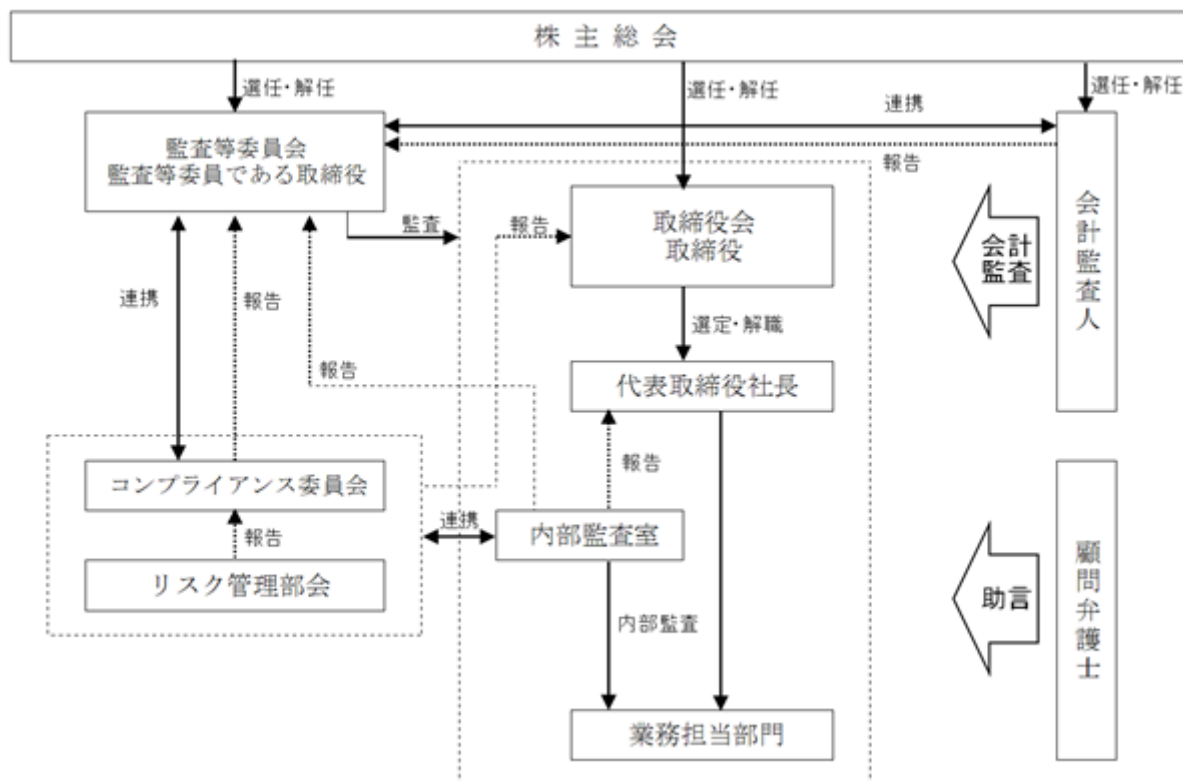 株主総会
選任・解任
選任・解任
選任・解任
連携
監査等委員会
監査等委員である取締役
報告
監査
報告
取締役会
取締役
会計
監査
会計監査人
連携
報告
選定・解職
報告
代表取締役社長
報告
コンプライアンス委員会
連携
内部監査室
報告
リスク管理部会
助言
顧問弁護士
内部監査
業務担当部門